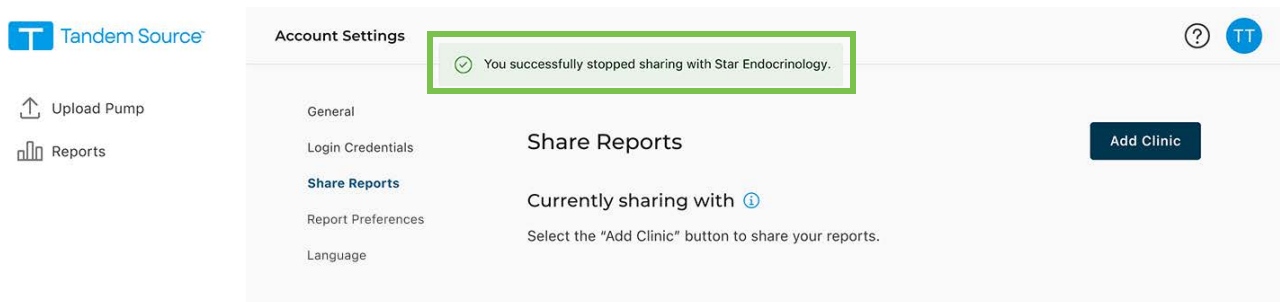 Tandem Source
Account Settings
TT
You successfully stopped sharing with Star Endocrinology.
Upload Pump
Reports
General
Login Credentials
Share Reports
Report Preferences
Language
Share Reports
Add Clinic
Currently sharing with
Select the “Add Clinic” button to share your reports.